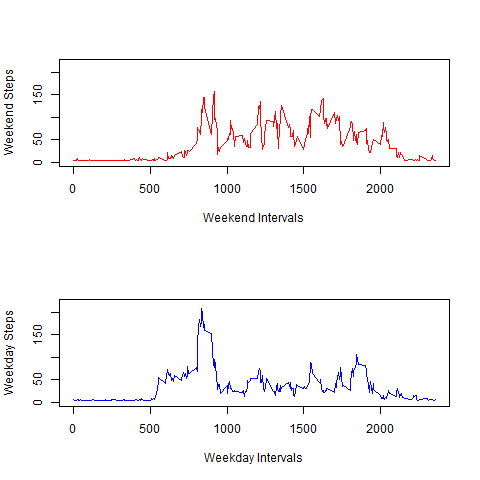 Weekend Steps
150
50
0
0 500 1000 1500 2000
Weekend Intervals
Weekday Steps
150
50
0
0 500 1000 1500 2000
Weekday Intervals